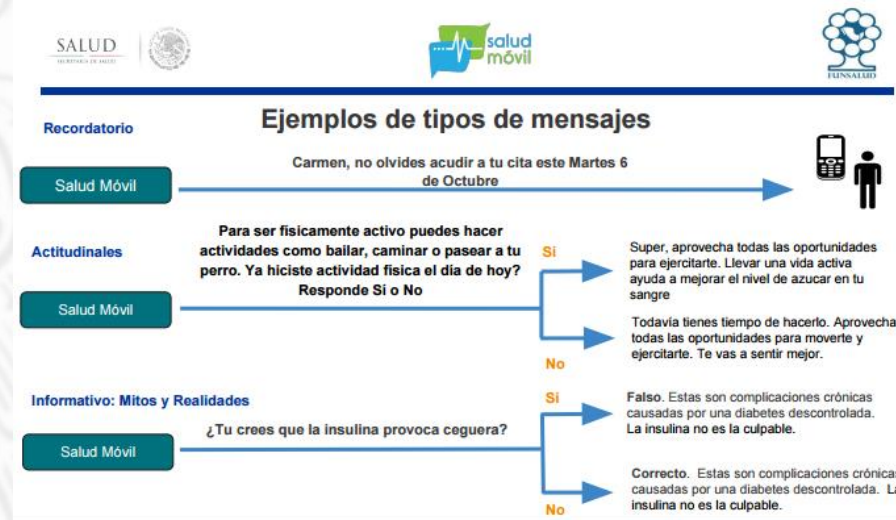 SALUD
SECRETARÍA DE SALUD
salud
móvil
FUNSALUD
Ejemplos de tipos de mensajes
Recordatorio
Salud Móvil
Carmen, no olvides acudir a tu cita este Martes 6
de Octubre
Actitudinales
Salud Móvil
Para ser fisicamente activo puedes hacer
actividades como bailar, caminar o pasear a tu
perro. Ya hiciste actividad fisica el día de hoy?
Responde Si o No
Si
Super, aprovecha todas las oportunidades
para ejercitarte. Llevar una vida activa
ayuda a mejorar el nivel de azucar en tu
sangre
No
Todavía tienes tiempo de hacerlo. Aprovecha
todas las oportunidades para moverte y
ejercitarte. Te vas a sentir mejor.
Informativo: Mitos y Realidades
Salud Móvil
¿Tu crees que la insulina provoca ceguera?
Si
Falso. Estas son complicaciones crónicas
causadas por una diabetes descontrolada.
La insulina no es la culpable.
No
Correcto. Estas son complicaciones crónicas
causadas por una diabetes descontrolada. La
insulina no es la culpable.